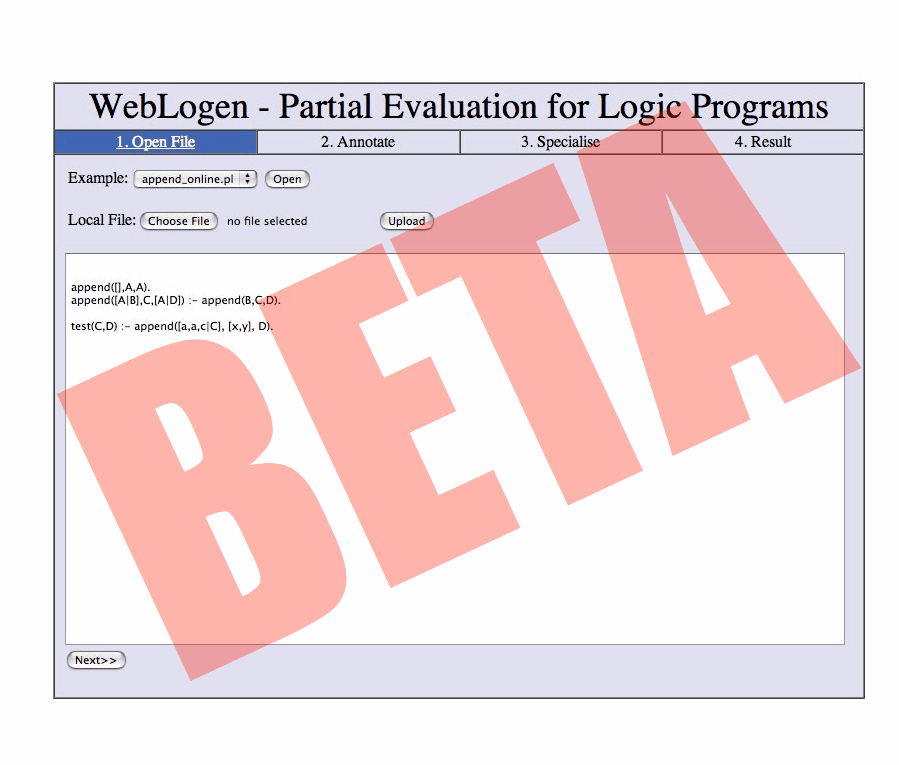 WebLogen - Partial Evaluation for Logic Programs
1. Open File 2. Annotate 3. Specialise 4. Result
Example: append_online.pl Open
Local File: Choose File no file selected Upload
append([],A,A).
append([A|B],C,[A|D]) :- append(B,C,D).
test(C,D) :- append([a,a,c|C], [x,y], D).
BETA
Next>>